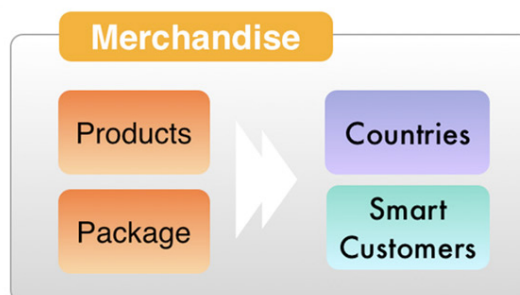 Merchandise
Products
Countries
Package
Smart
Customers